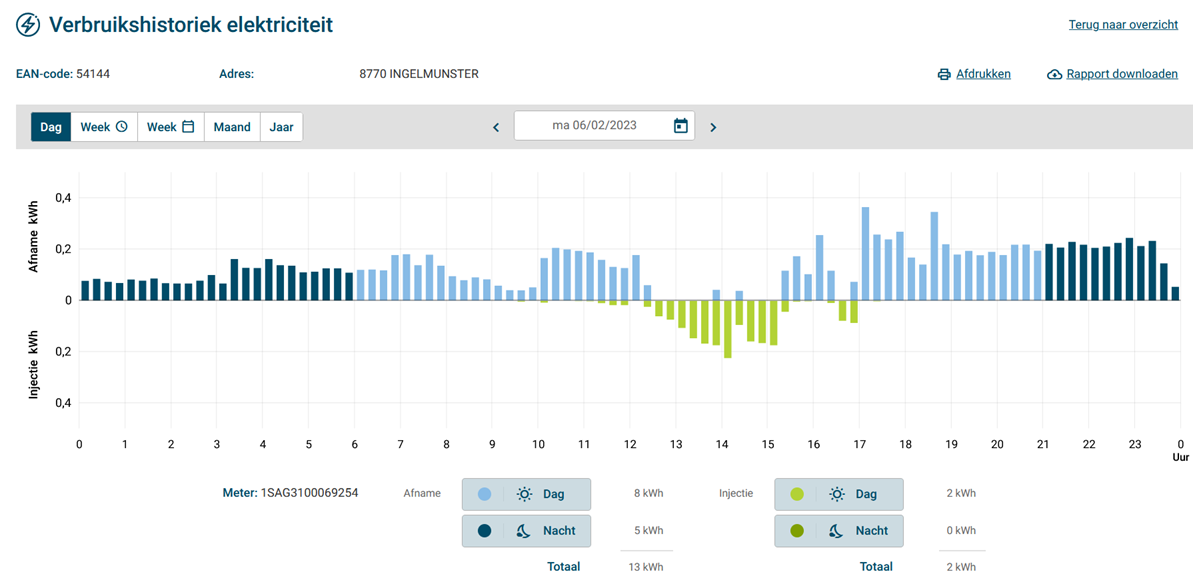 Verbruikshistoriek elektriciteit
Terug naar overzicht
EAN-code: 54144 Adres: 8770 INGELMUNSTER
Afdrukken Rapport downloaden
Dag Week Week Maand Jaar
ma 06/02/2023
Afname kWh
Injectie kWh
0,4
0,2
0
0,2
0,4
0 1 2 3 4 5 6 7 8 9 10 11 12 13 14 15 16 17 18 19 20 21 22 23 0
Uur
Meter: 1SAG3100069254 Afname Dag 8 kWh Injectie Dag 2 kWh
Nacht 5 kWh Nacht 0 kWh
Totaal 13 kWh Totaal 2 kWh